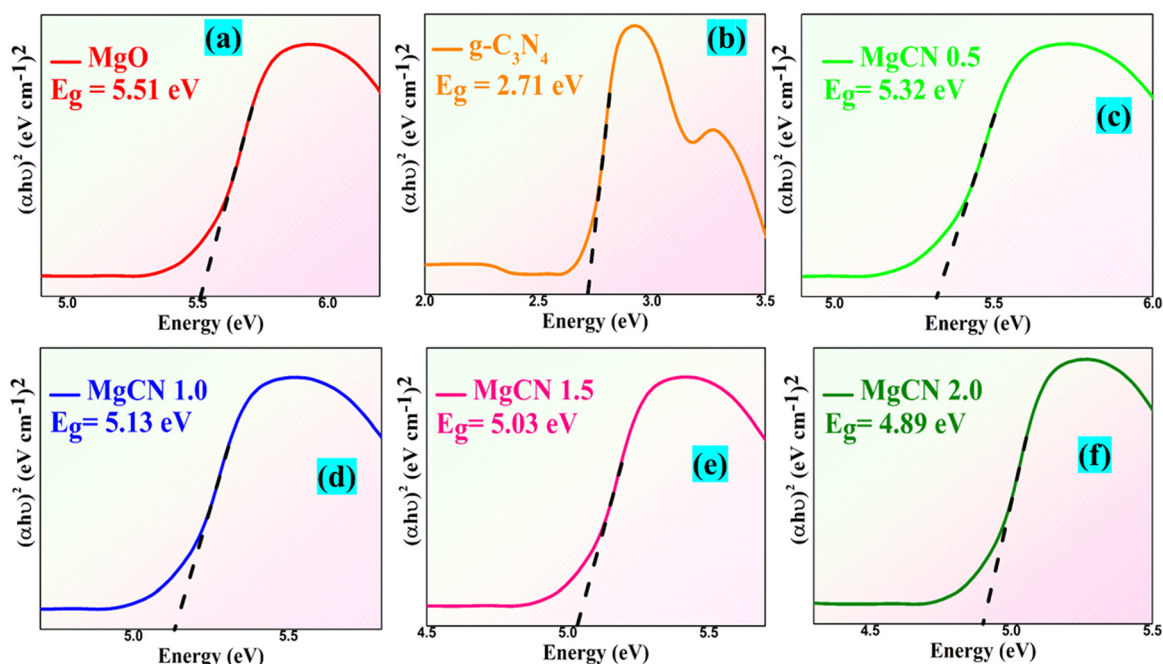 (a)
MgO
Eg = 5.51 eV
(αhυ)² (eV cm⁻¹)²
5.0 5.5 6.0
Energy (eV)
(b)
g-C₃N₄
Eg = 2.71 eV
(αhυ)² (eV cm⁻¹)²
2.0 2.5 3.0 3.5
Energy (eV)
MgCN 0.5
Eg= 5.32 eV
(c)
(αhυ)² (eV cm⁻¹)²
5.0 5.5 6.0
Energy (eV)
MgCN 1.0
Eg= 5.13 eV
(d)
(αhυ)² (eV cm⁻¹)²
5.0 5.5
Energy (eV)
MgCN 1.5
Eg= 5.03 eV
(e)
(αhυ)² (eV cm⁻¹)²
4.5 5.0 5.5
Energy (eV)
MgCN 2.0
Eg= 4.89 eV
(f)
(αhυ)² (eV cm⁻¹)²
4.5 5.0 5.5
Energy (eV)